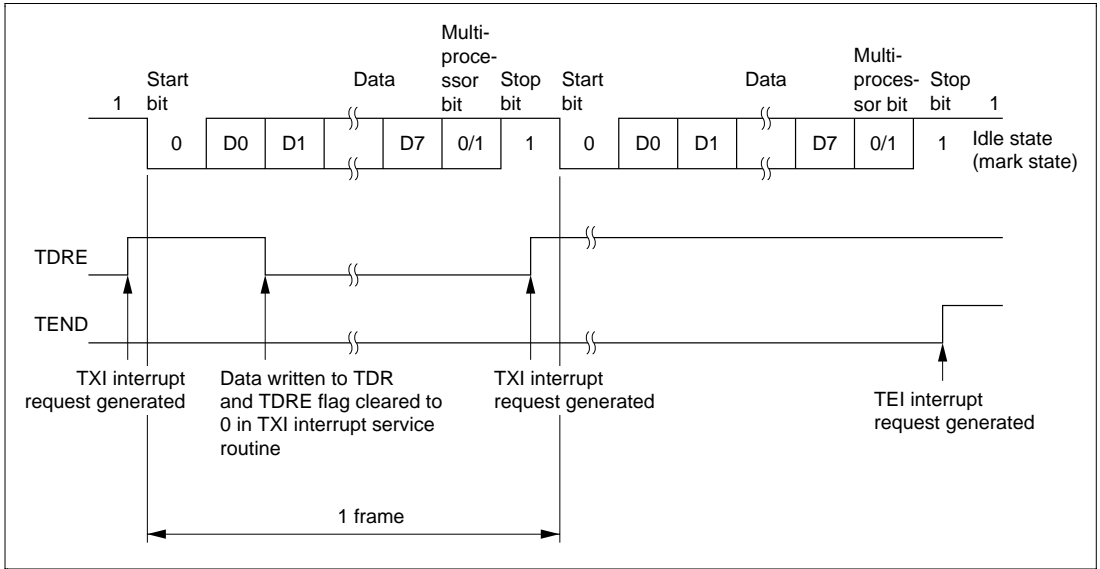 Multi-
proce-
ssor
bit
Start
bit
Data
Stop
bit
Start
bit
Data
Multi-
proces-
sor bit
Stop
bit
1
1
0
D0
D1
D7
0/1
1
0
D0
D1
D7
0/1
1
Idle state
(mark state)
TDRE
TEND
TXI interrupt
request generated
Data written to TDR
and TDRE flag cleared to
0 in TXI interrupt service
routine
TXI interrupt
request generated
TEI interrupt
request generated
1 frame